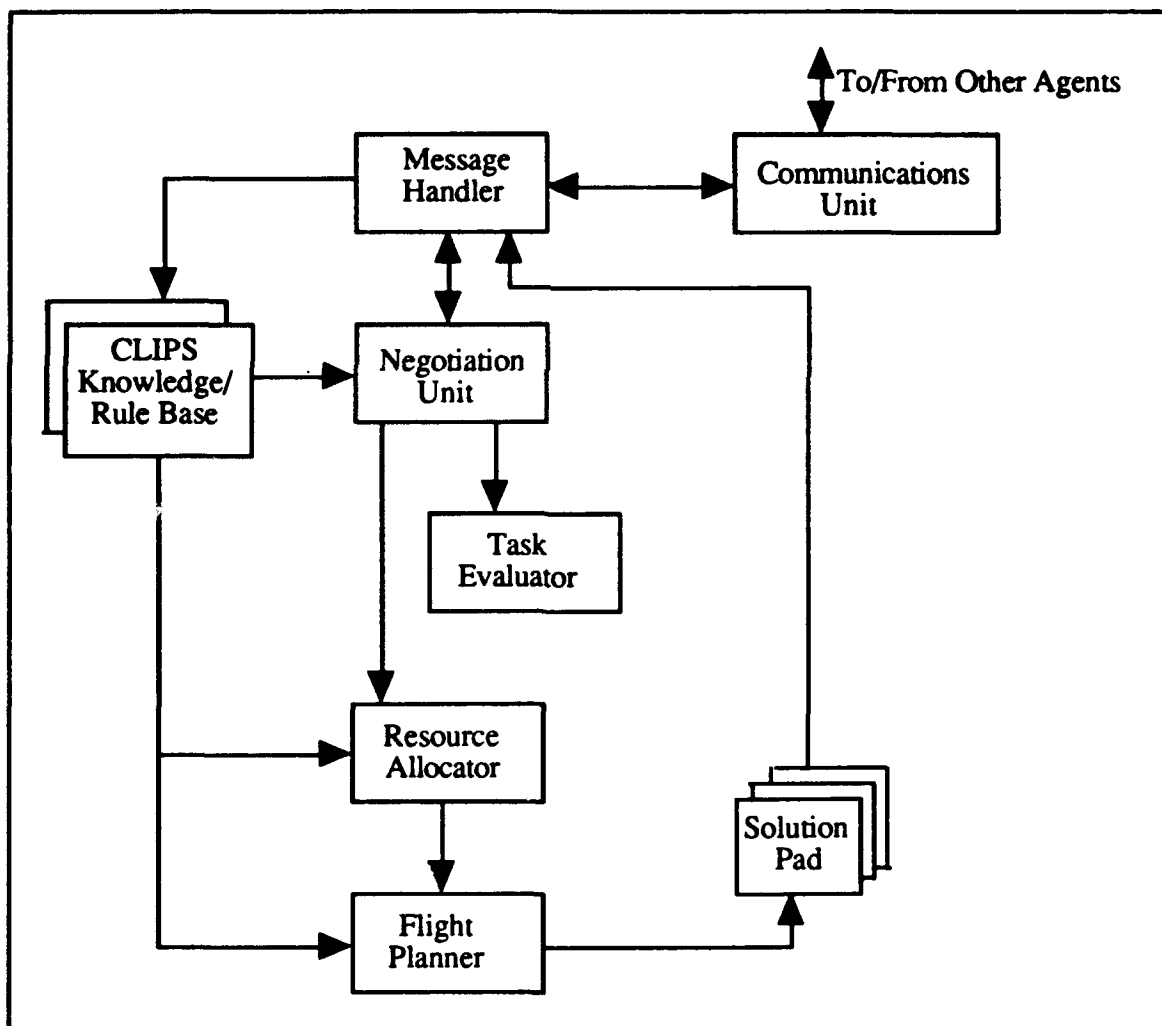 To/From Other Agents
Message
Handler
Communications
Unit
CLIPS
Knowledge/
Rule Base
Negotiation
Unit
Task
Evaluator
Resource
Allocator
Solution
Pad
Flight
Planner